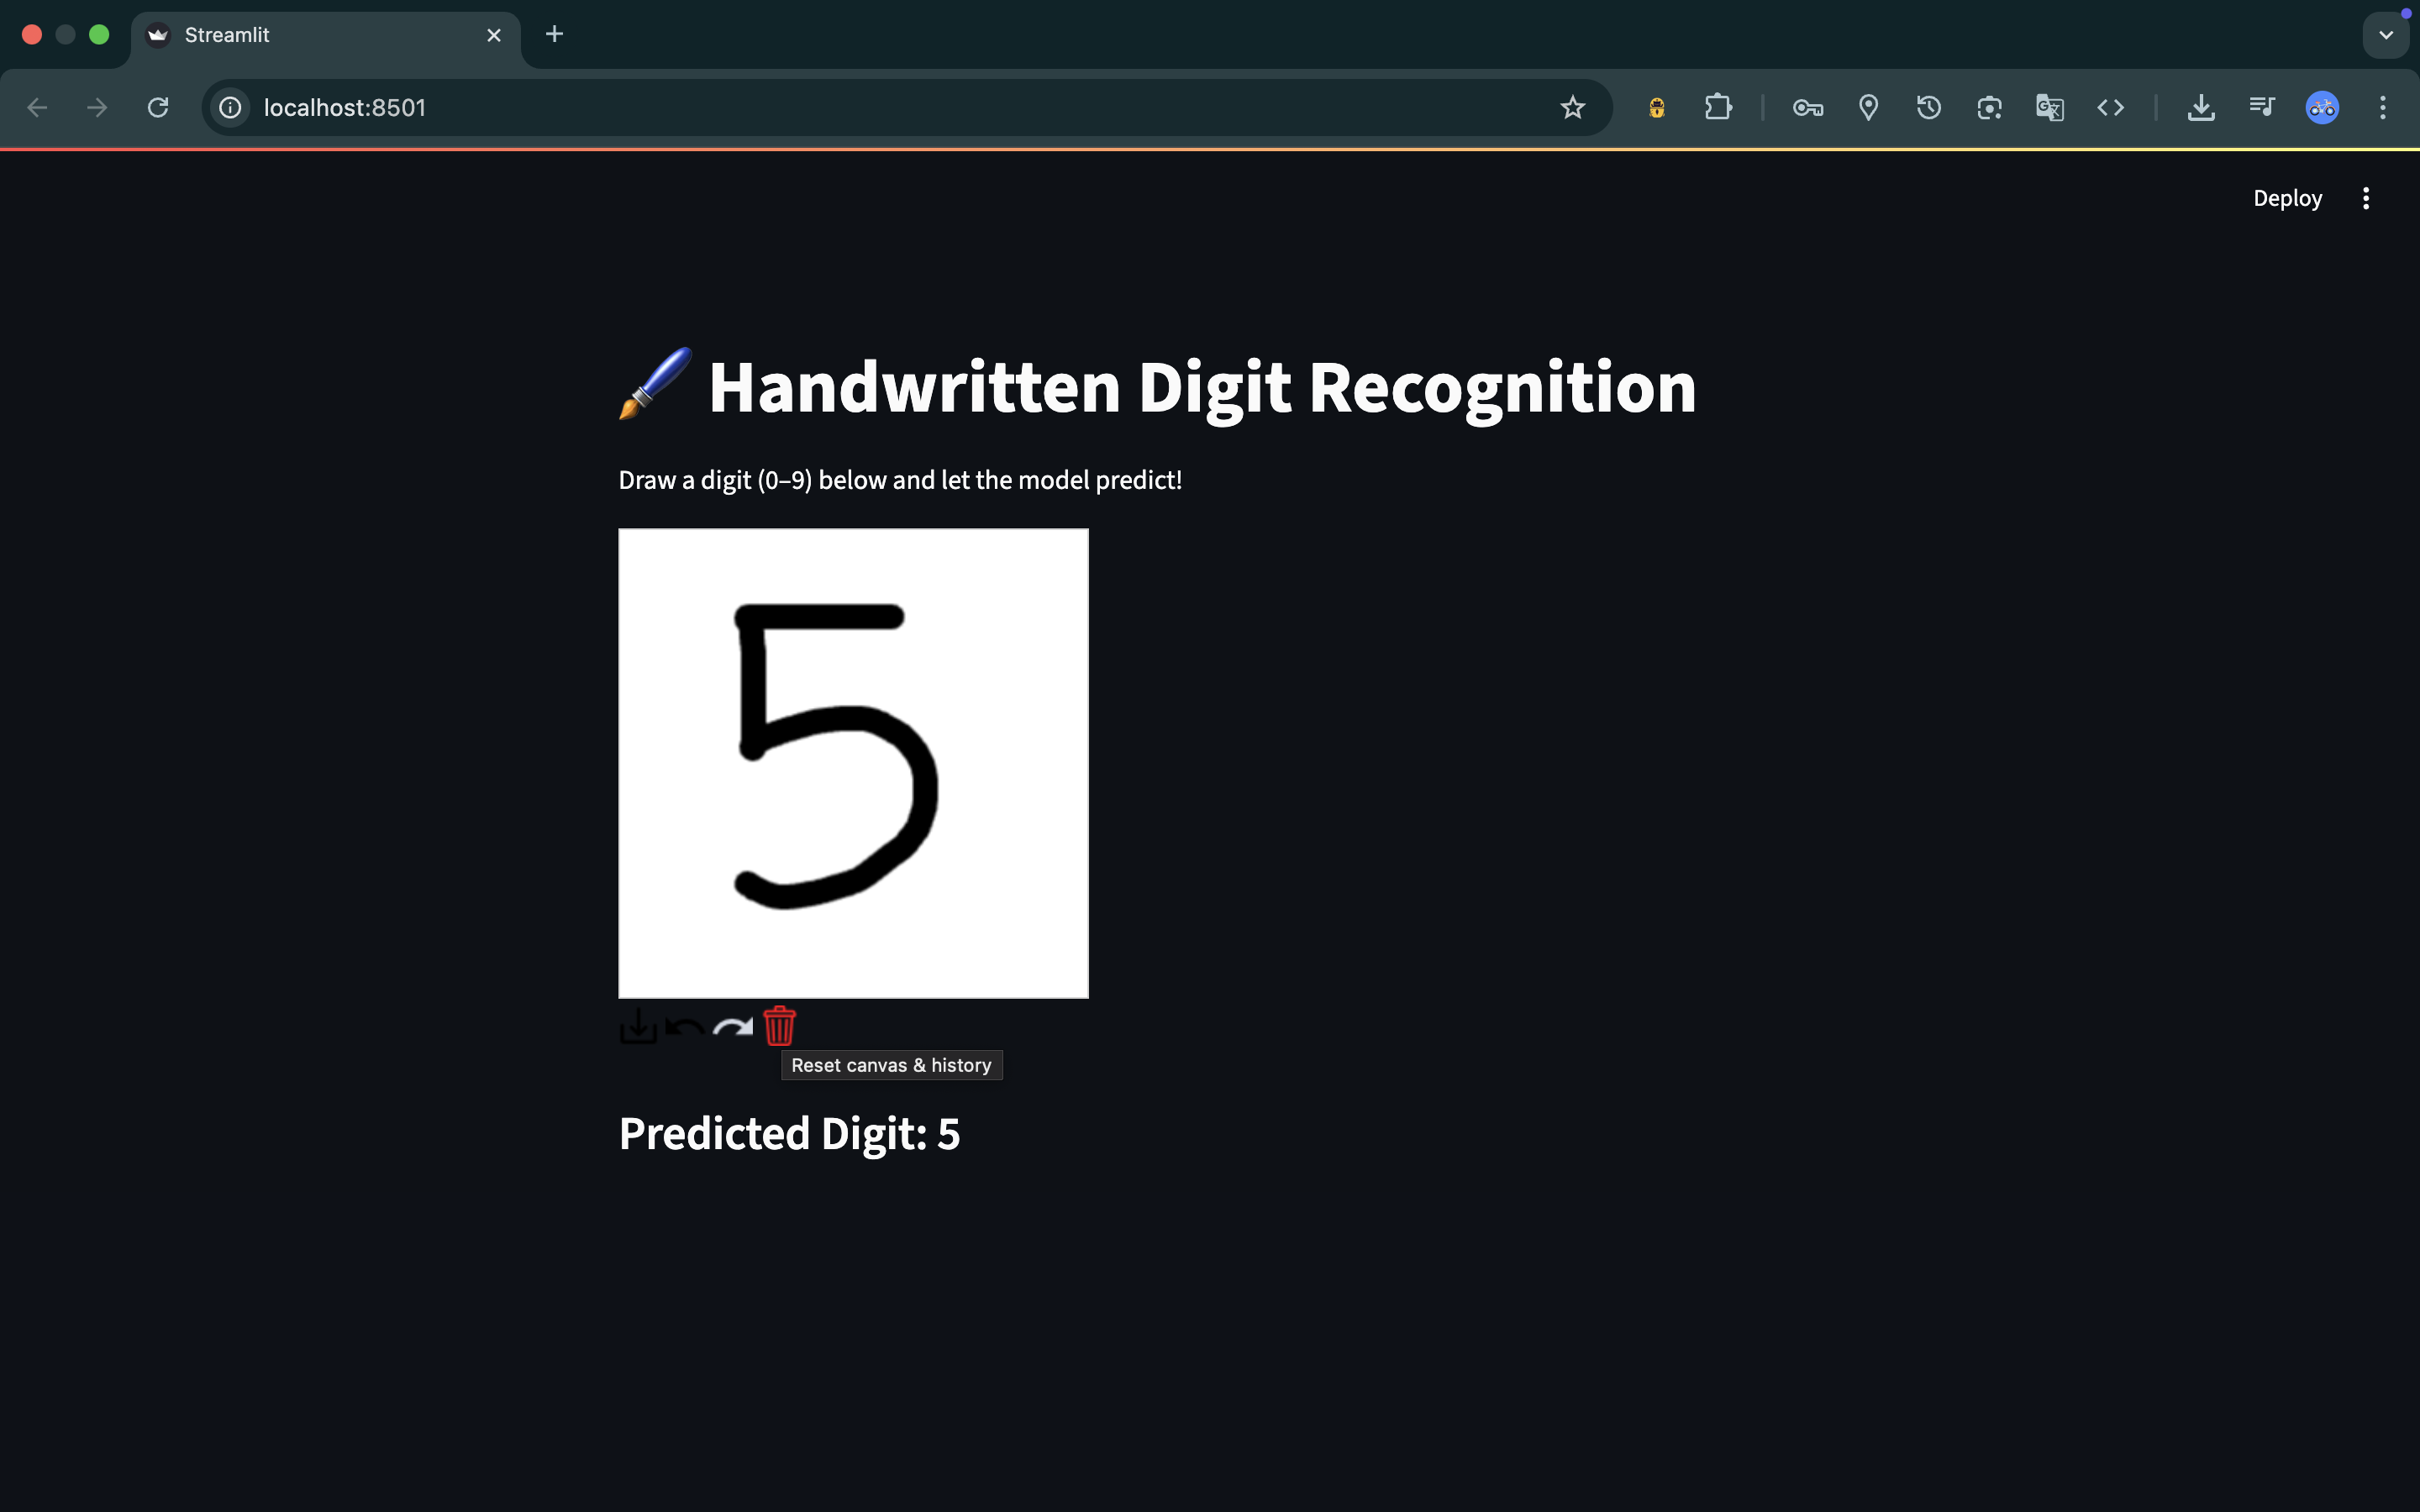 Streamlit
localhost:8501
Deploy
Handwritten Digit Recognition
Draw a digit (0–9) below and let the model predict!
5
Reset canvas & history
Predicted Digit: 5